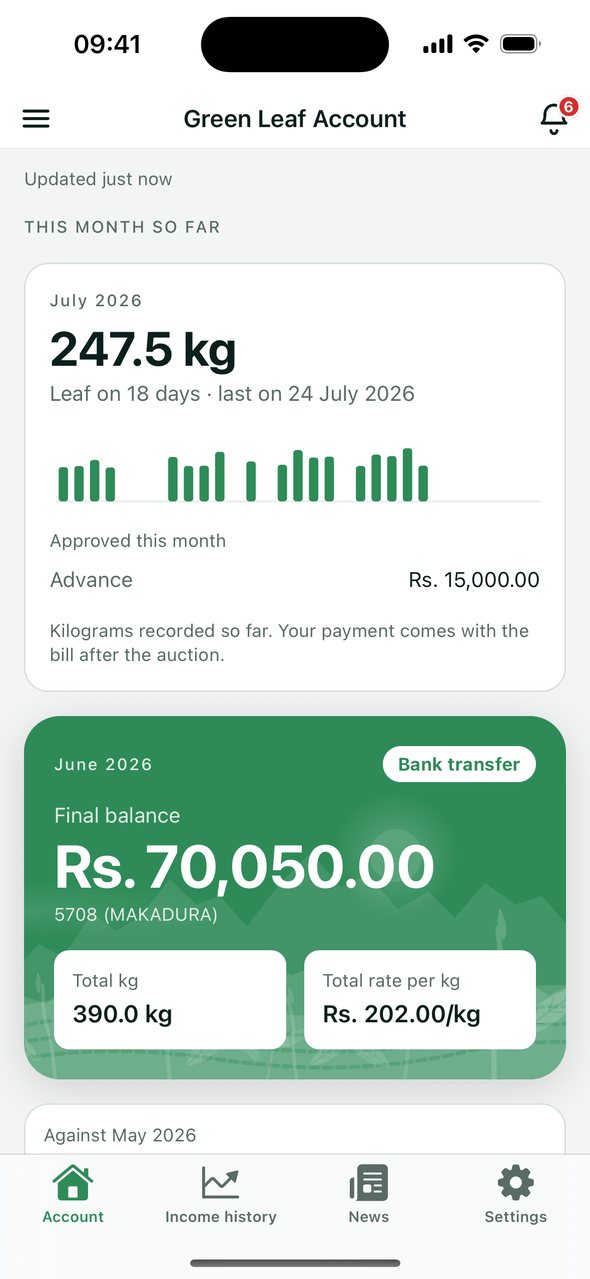 09:41
Green Leaf Account
6
Updated just now
THIS MONTH SO FAR
July 2026
247.5 kg
Leaf on 18 days · last on 24 July 2026
Approved this month
Advance Rs. 15,000.00
Kilograms recorded so far. Your payment comes with the
bill after the auction.
June 2026
Bank transfer
Final balance
Rs. 70,050.00
5708 (MAKADURA)
Total kg
390.0 kg
Total rate per kg
Rs. 202.00/kg
Against May 2026
Account
Income history
News
Settings